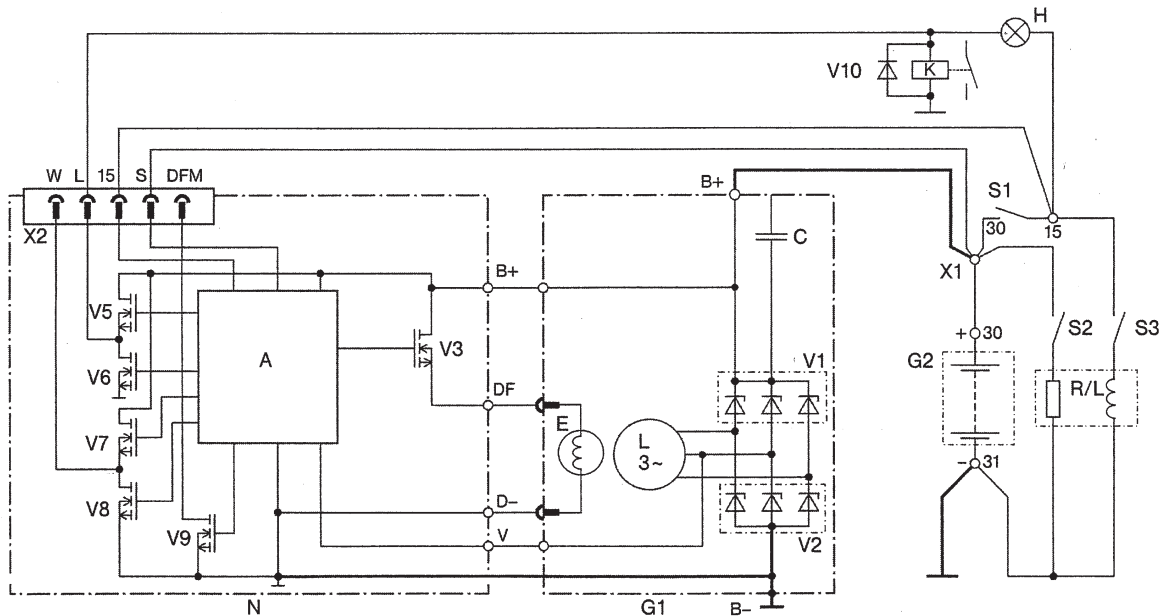 H
V10
K
W L 15 S DFM
B+
S1
30
15
X2
C
X1
B+
V5
V3
S2
S3
A
+ 30
V6
V1
G2
DF
R/L
E
L
3~
V7
− 31
V8
D−
V9
V
V2
N
G1
B−